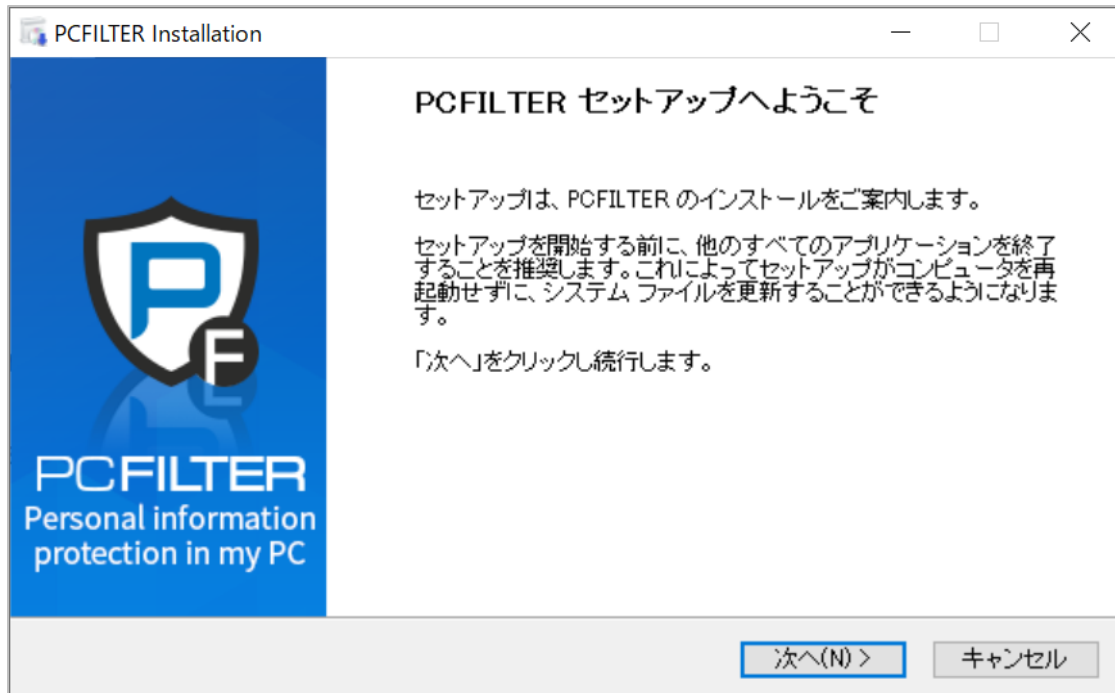 PCFILTER Installation
PCFILTER セットアップへようこそ
セットアップは、PCFILTER のインストールをご案内します。
セットアップを開始する前に、他のすべてのアプリケーションを終了
することを推奨します。これによってセットアップがコンピュータを再
起動せずに、システム ファイルを更新することができるようになりま
す。
「次へ」をクリックし続行します。
P
F
PCFILTER
Personal information
protection in my PC
次へ(N) >
キャンセル